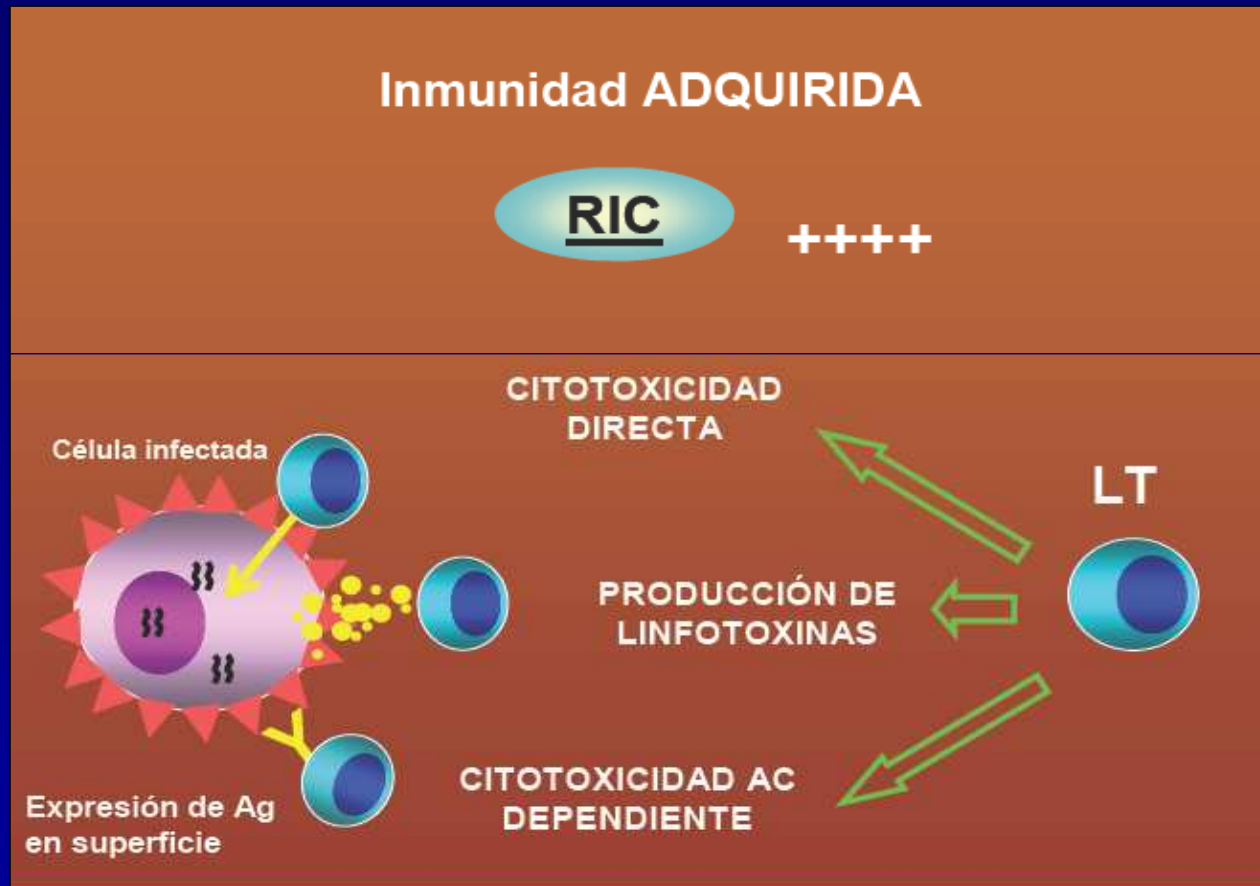 Inmunidad ADQUIRIDA
RIC
++++
CITOTOXICIDAD
DIRECTA
Célula infectada
LT
PRODUCCIÓN DE
LINFOTOXINAS
CITOTOXICIDAD AC
DEPENDIENTE
Expresión de Ag
en superficie